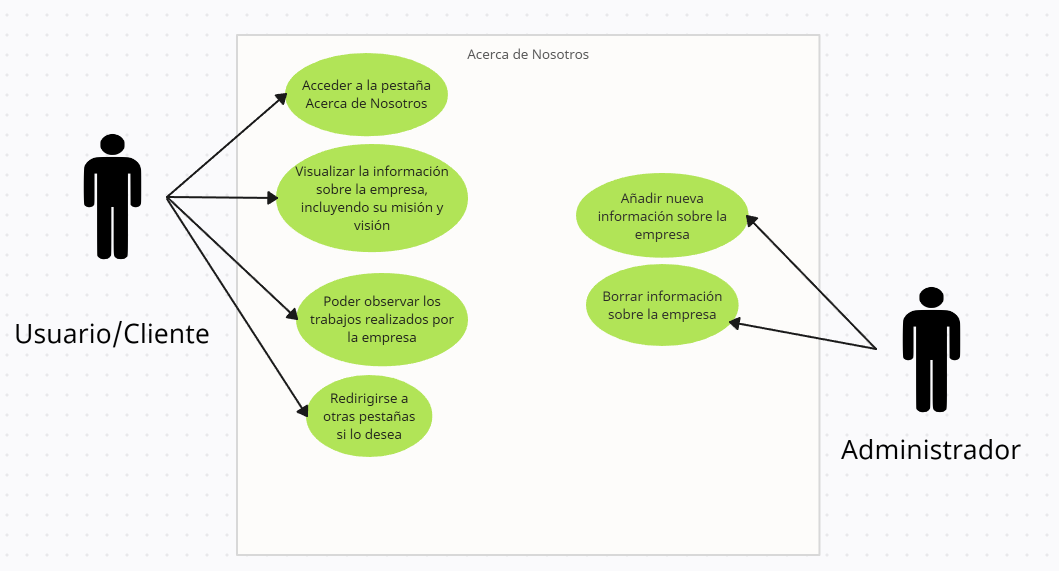 Acerca de Nosotros
Acceder a la pestaña
Acerca de Nosotros
Visualizar la información
sobre la empresa,
incluyendo su misión y
visión
Poder observar los
trabajos realizados por
la empresa
Redirigirse a
otras pestañas
si lo desea
Añadir nueva
información sobre la
empresa
Borrar información
sobre la empresa
Usuario/Cliente
Administrador